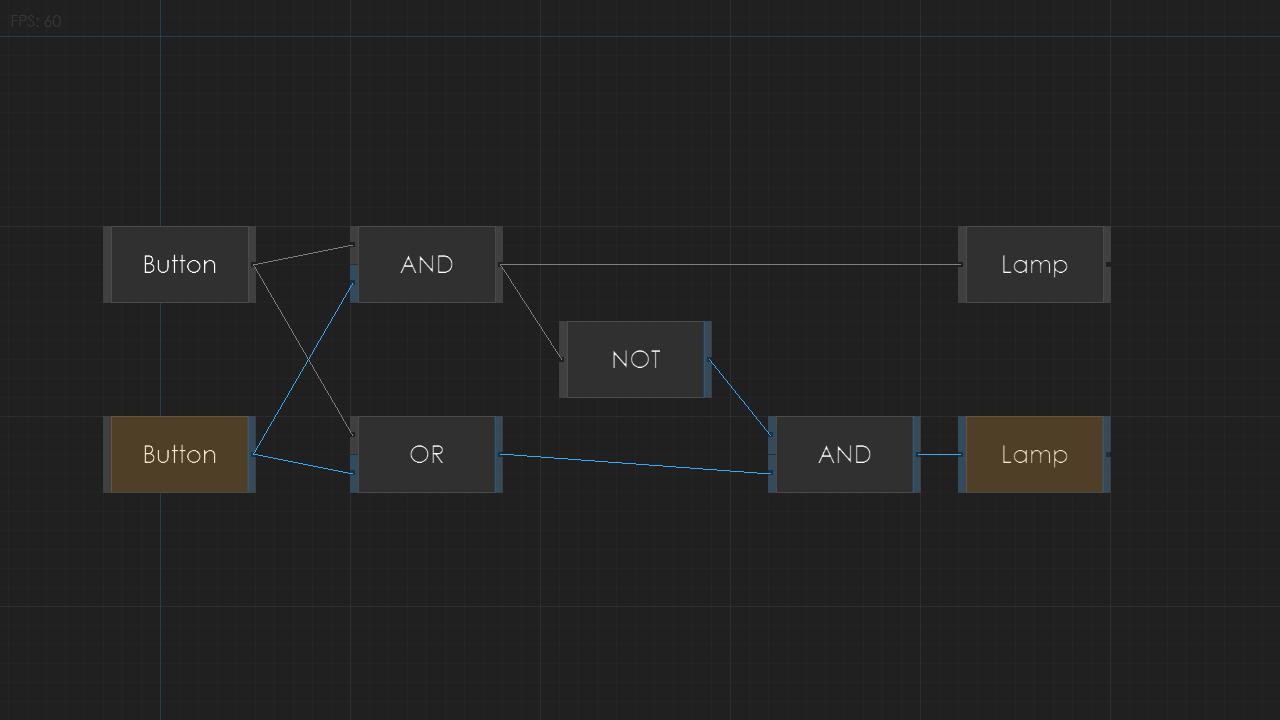 FPS: 60
Button
AND
Lamp
NOT
Button
OR
AND
Lamp